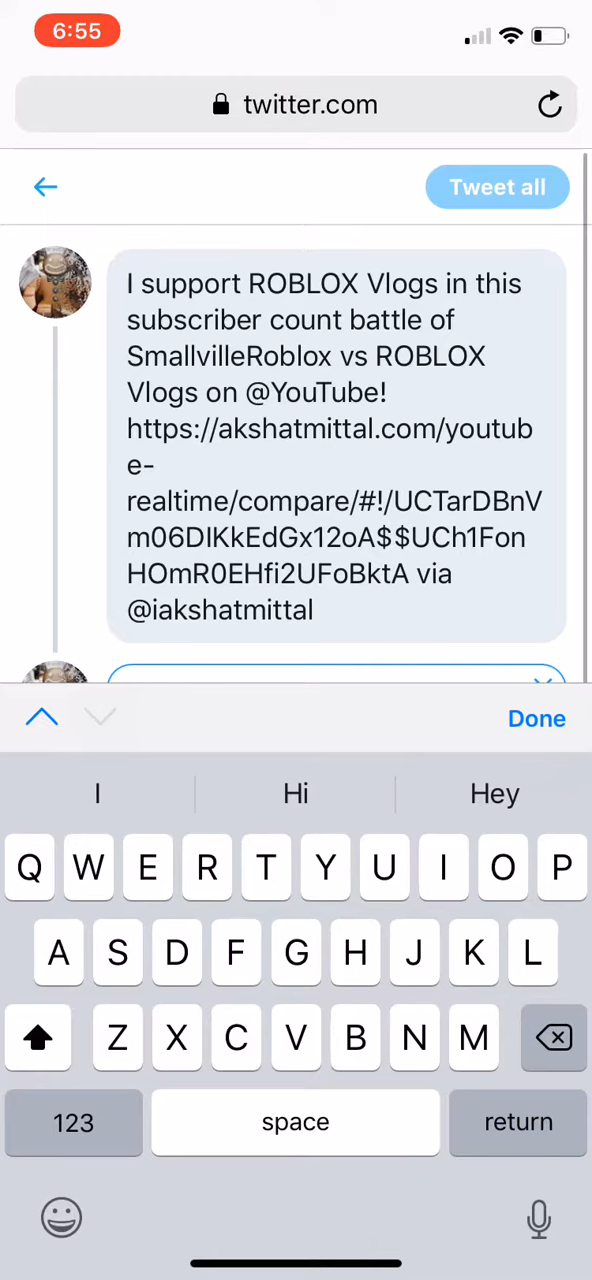 6:55
twitter.com
Tweet all
I support ROBLOX Vlogs in this
subscriber count battle of
SmallvilleRoblox vs ROBLOX
Vlogs on @YouTube!
https://akshatmittal.com/youtub
e-
realtime/compare/#!/UCTarDBnV
m06DIKkEdGx12oA$$UCh1Fon
HOmR0EHfi2UFoBktA via
@iakshatmittal
Done
I Hi Hey
Q W E R T Y U I O P
A S D F G H J K L
Z X C V B N M
123 space return